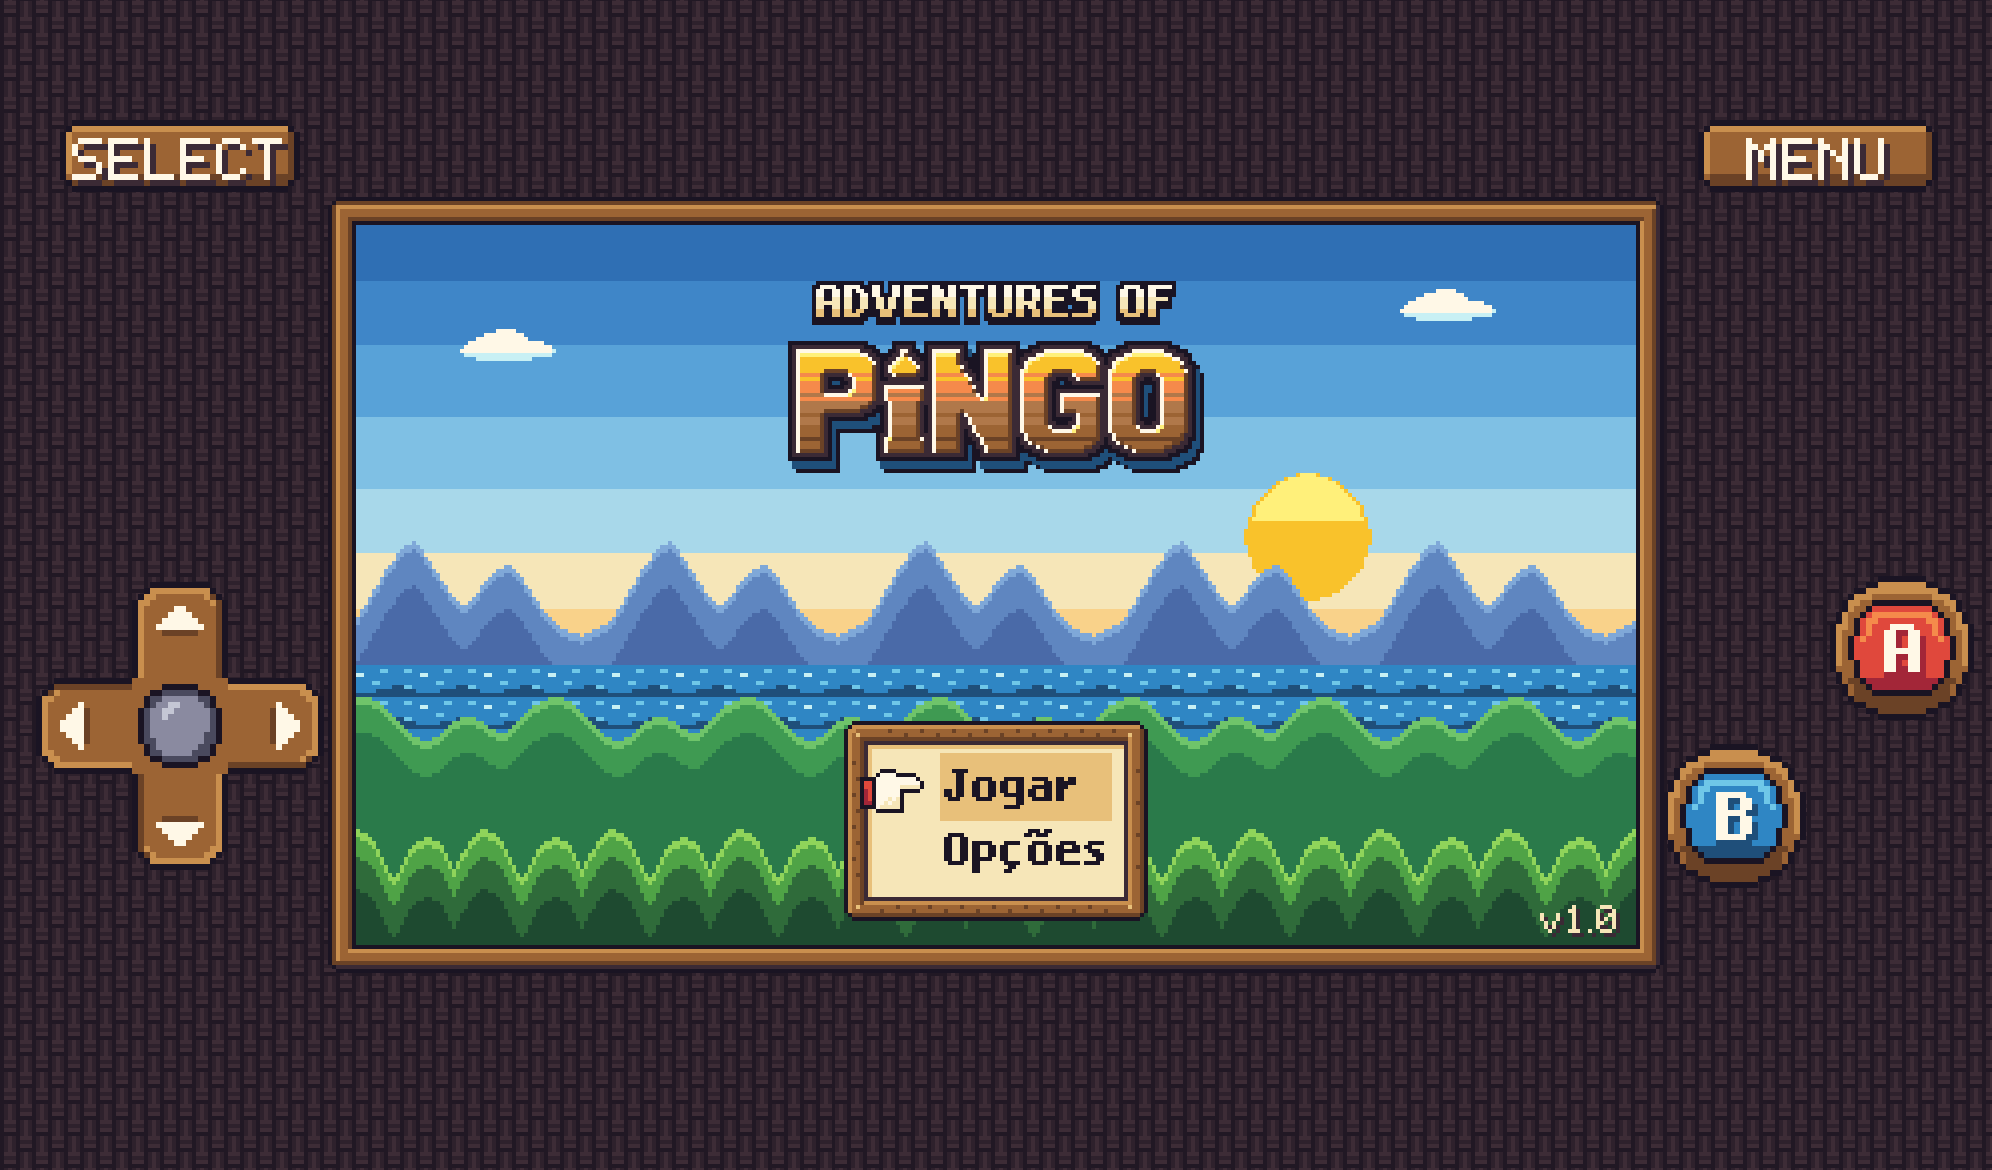 SELECT
MENU
ADVENTURES OF
PiNGO
Jogar
Opções
A
B
v1.0